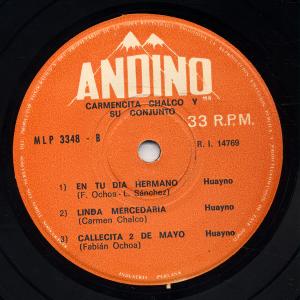 ANDINO
MR
CARMENCITA CHALCO Y
SU CONJUNTO
33 R.P.M.
MLP 3348 - B
R. I. 14769
1) EN TU DIA HERMANO Huayno
(F. Ochoa - L. Sánchez)
2) LINDA MERCEDARIA Huayno
(Carmen Chalco)
3) CALLECITA 2 DE MAYO Huayno
(Fabián Ochoa)
INDUSTRIA PERUANA